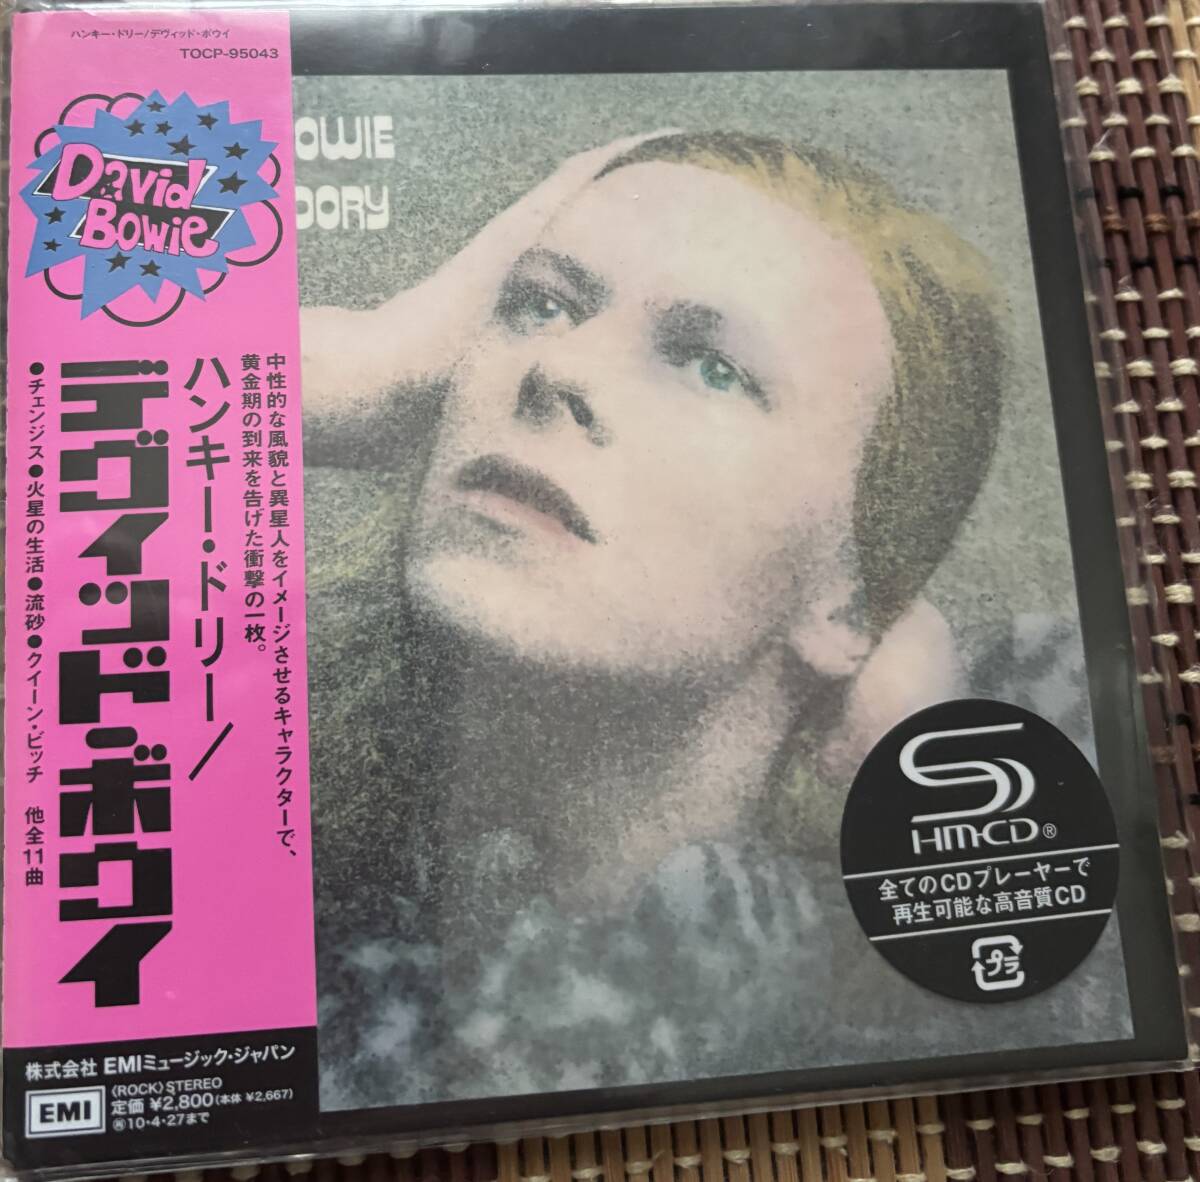 ハンキー・ドリー/デヴィッド・ボウイ
TOCP-95043
David
Bowie
OWIE
DORY
中性的な風貌と異星人をイメージさせるキャラクターで、
黄金期の到来を告げた衝撃の一枚。
ハンキー・ドリー/
デヴィッド・ボウイ
●チェンジス●火星の生活●流砂●クイーン・ビッチ 他全11曲
株式会社 EMIミュージック・ジャパン
EMI
〈ROCK〉STEREO
定価 ¥2,800(本体 ¥2,667)
㊐10・4・27まで
SHM-CD®
全てのCDプレーヤーで
再生可能な高音質CD
プラ